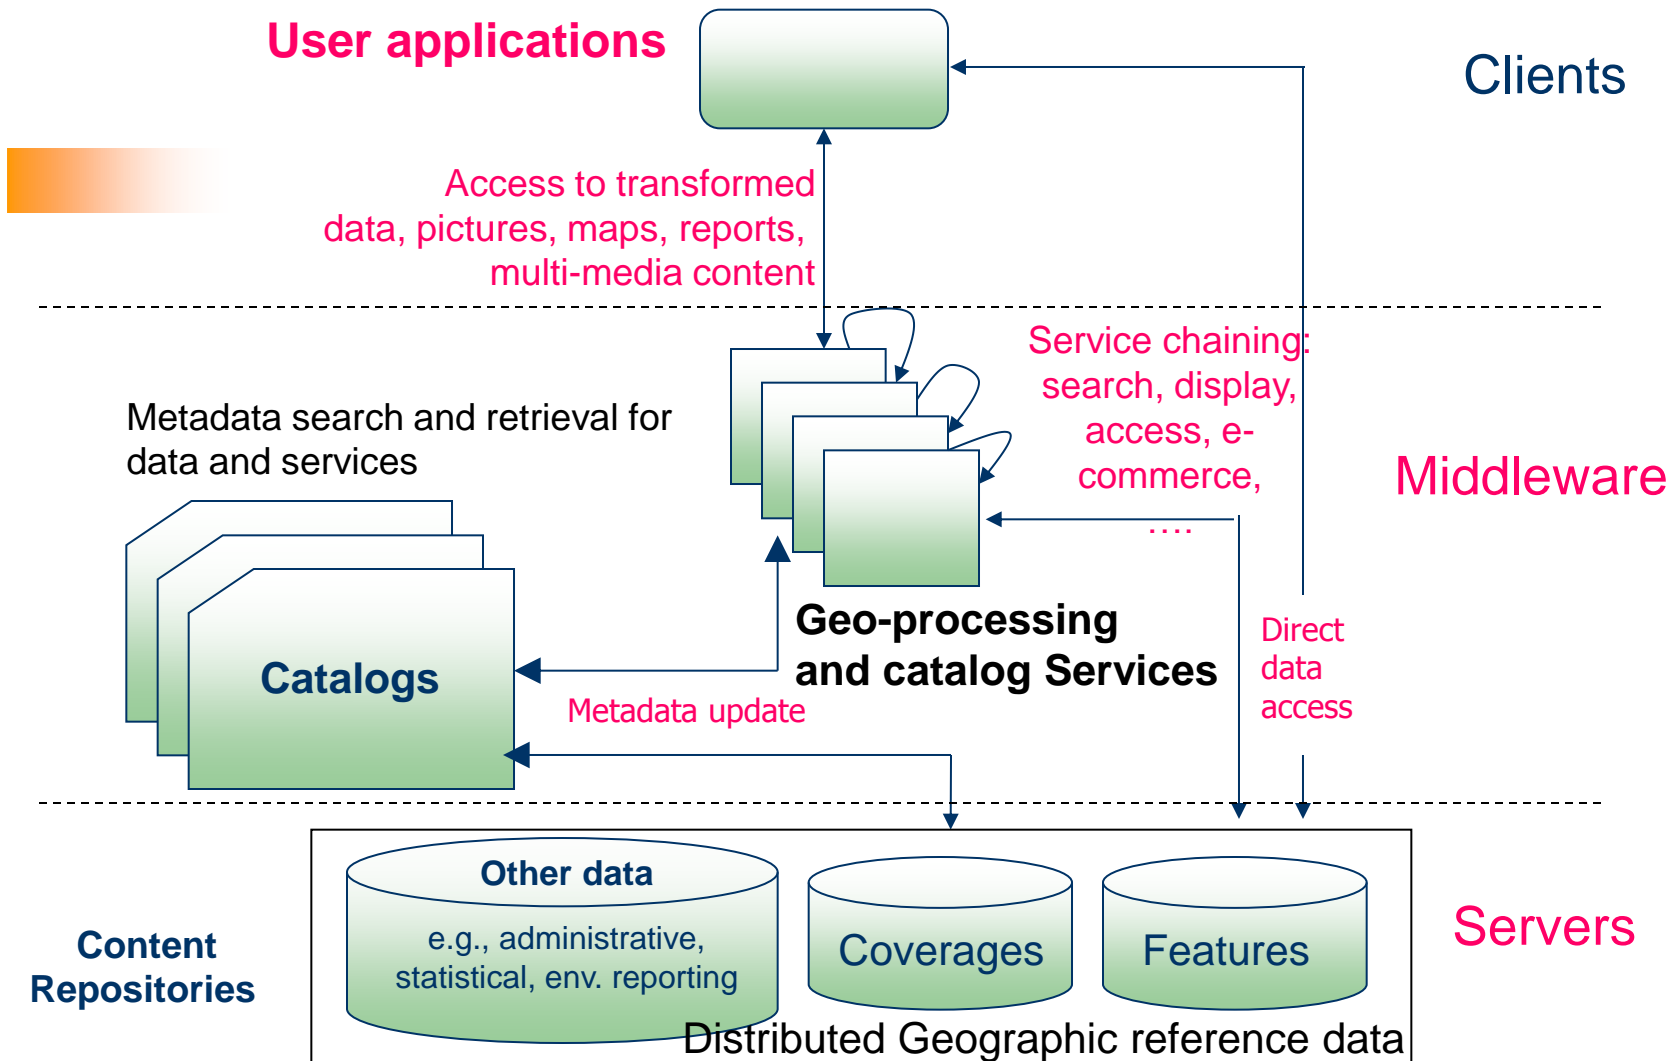 User applications
Clients
Access to transformed
data, pictures, maps, reports,
multi-media content
Service chaining:
search, display,
access, e-
commerce,
....
Metadata search and retrieval for
data and services
Middleware
Catalogs
Geo-processing
and catalog Services
Metadata update
Direct
data
access
Other data
e.g., administrative,
statistical, env. reporting
Coverages
Features
Servers
Content
Repositories
Distributed Geographic reference data